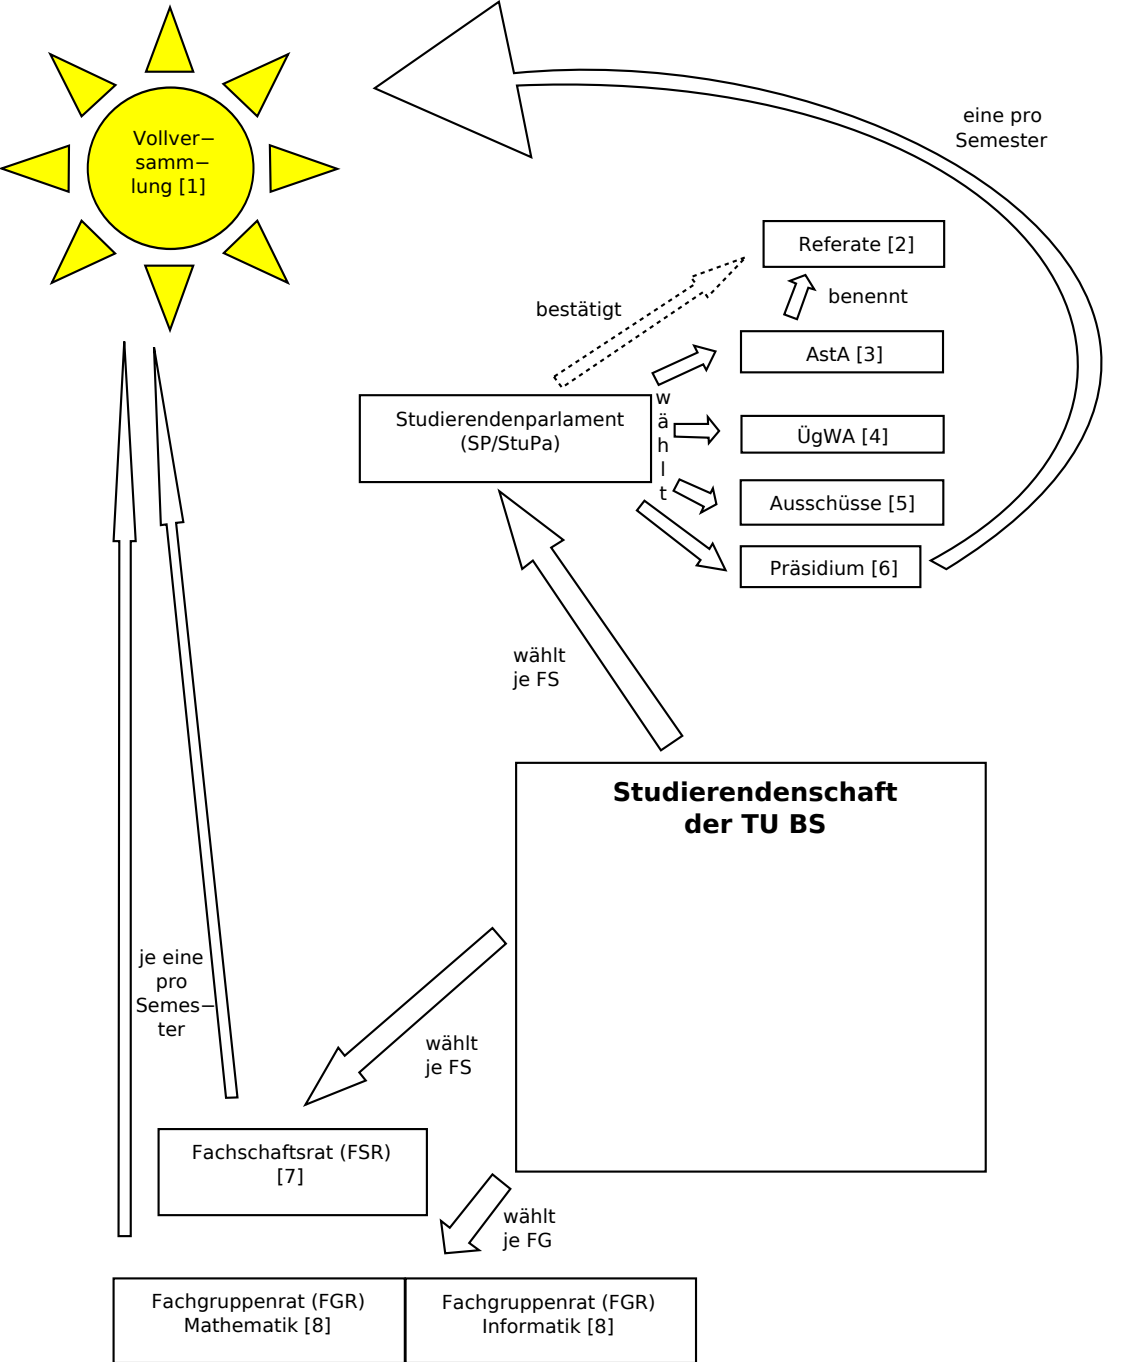 Vollver−
samm−
lung [1]
eine pro
Semester
Referate [2]
benennt
bestätigt
AstA [3]
Studierendenparlament
(SP/StuPa)
w
ä
h
l
t
ÜgWA [4]
Ausschüsse [5]
Präsidium [6]
wählt
je FS
Studierendenschaft
der TU BS
je eine
pro
Semes−
ter
wählt
je FS
Fachschaftsrat (FSR)
[7]
wählt
je FG
Fachgruppenrat (FGR)
Mathematik [8]
Fachgruppenrat (FGR)
Informatik [8]